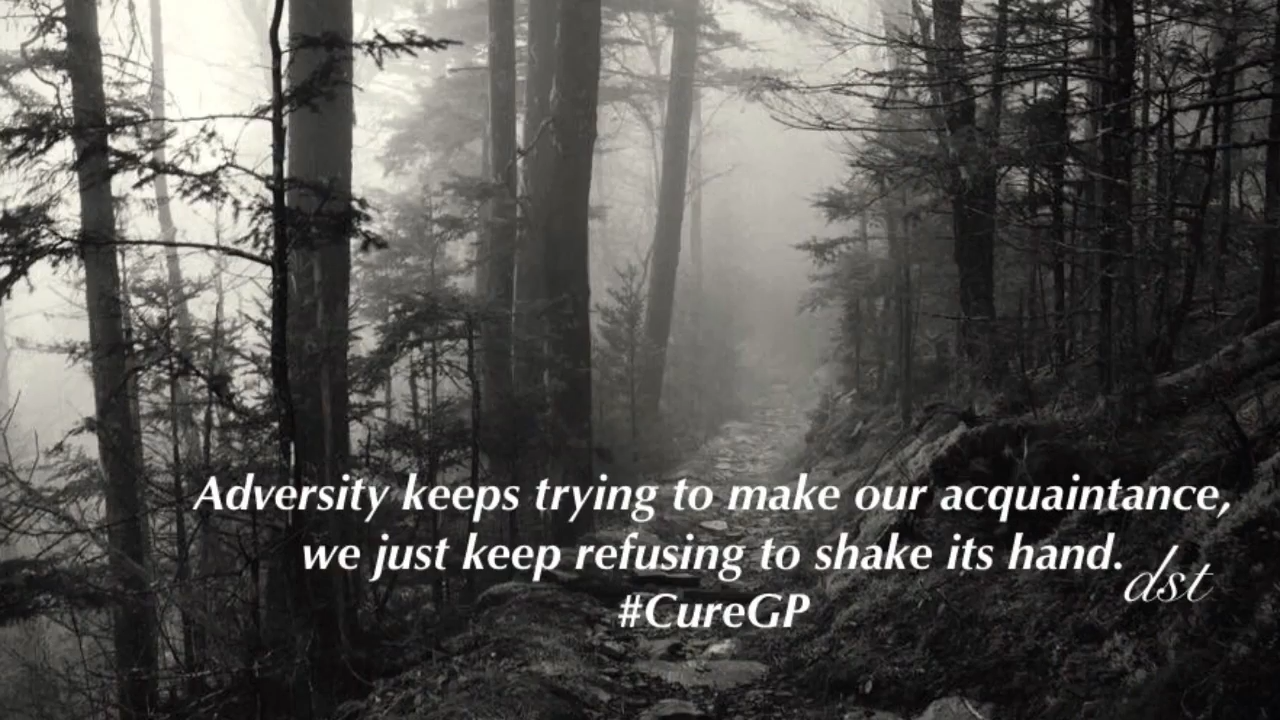 Adversity keeps trying to make our acquaintance,
we just keep refusing to shake its hand.
dst
#CureGP